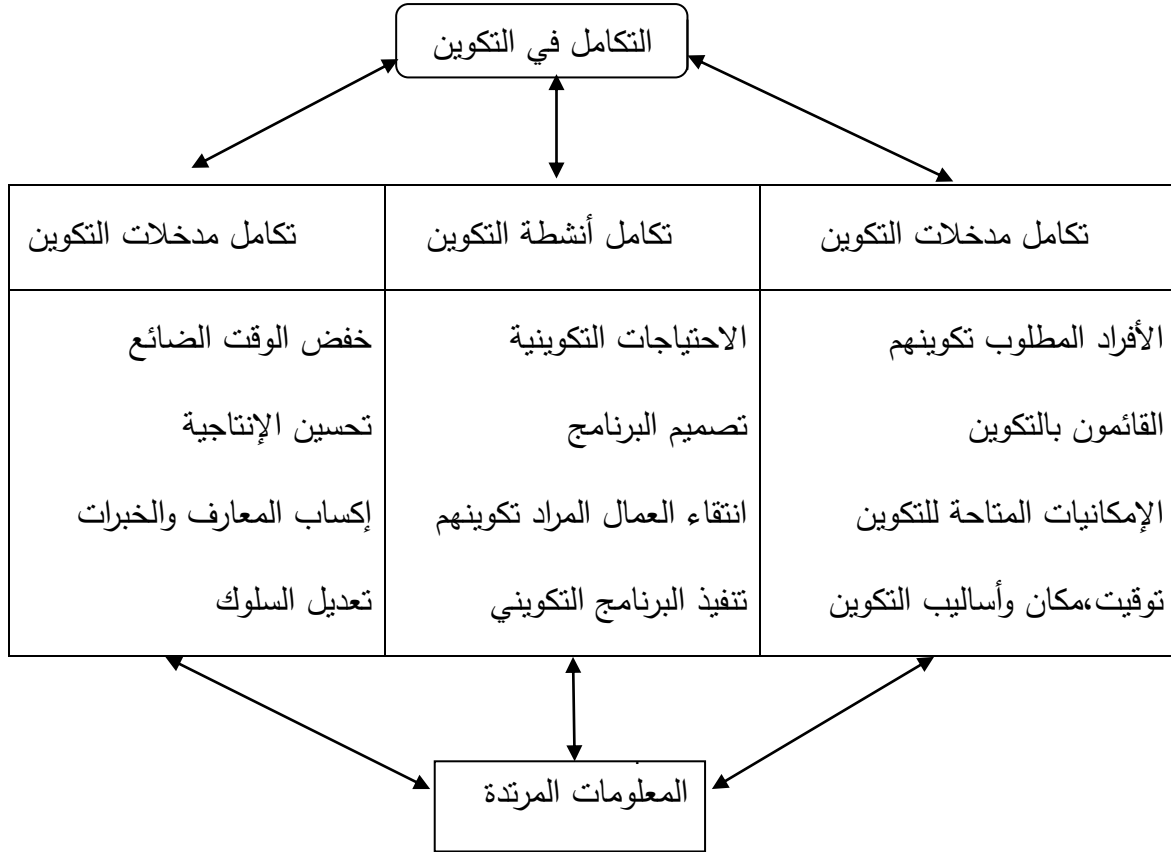 التكامل في التكوين
تكامل مدخلات التكوين
تكامل أنشطة التكوين
تكامل مدخلات التكوين
الأفراد المطلوب تكوينهم
القائمون بالتكوين
الإمكانيات المتاحة للتكوين
توقيت،مكان وأساليب التكوين
الاحتياجات التكوينية
تصميم البرنامج
انتقاء العمال المراد تكوينهم
تنفيذ البرنامج التكويني
خفض الوقت الضائع
تحسين الإنتاجية
إكساب المعارف والخبرات
تعديل السلوك
المعلومات المرتدة